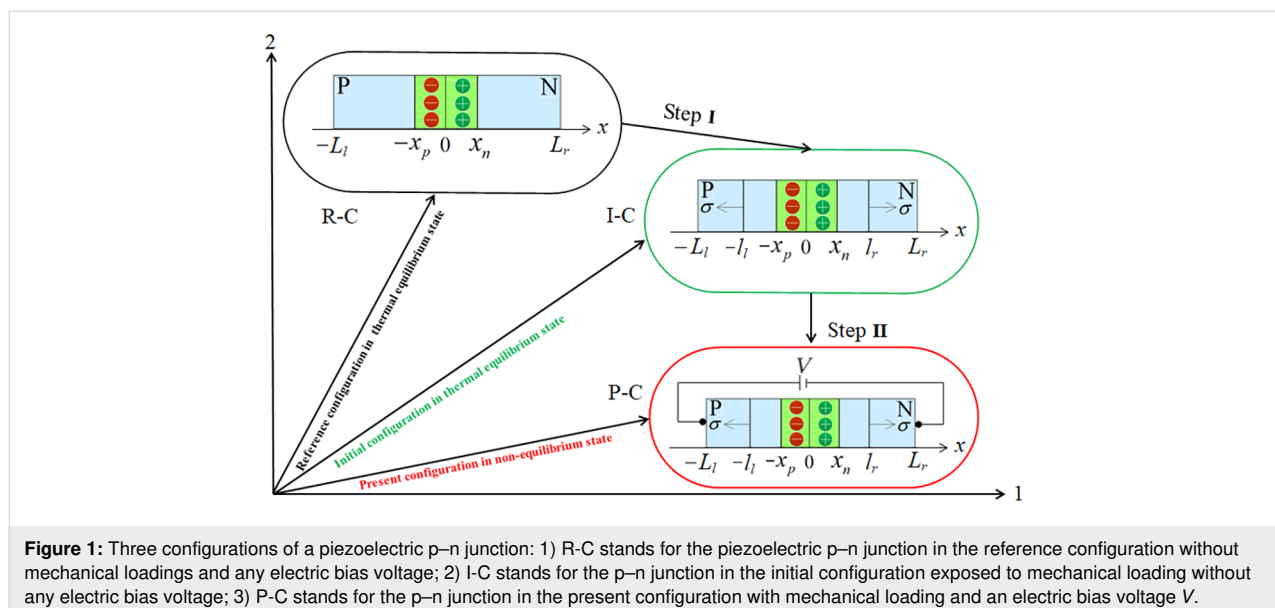 2
P
N
−L_l
−x_p
0
x_n
L_r
x
R-C
Step I
P
N
σ
σ
I-C
−L_l
−l_l
−x_p
0
x_n
l_r
L_r
x
Step II
V
P-C
P
N
σ
σ
−L_l
−l_l
−x_p
0
x_n
l_r
L_r
x
Reference configuration in thermal equilibrium state
Initial configuration in thermal equilibrium state
Present configuration in non-equilibrium state
1
Figure 1: Three configurations of a piezoelectric p–n junction: 1) R-C stands for the piezoelectric p–n junction in the reference configuration without
mechanical loadings and any electric bias voltage; 2) I-C stands for the p–n junction in the initial configuration exposed to mechanical loading without
any electric bias voltage; 3) P-C stands for the p–n junction in the present configuration with mechanical loading and an electric bias voltage V.